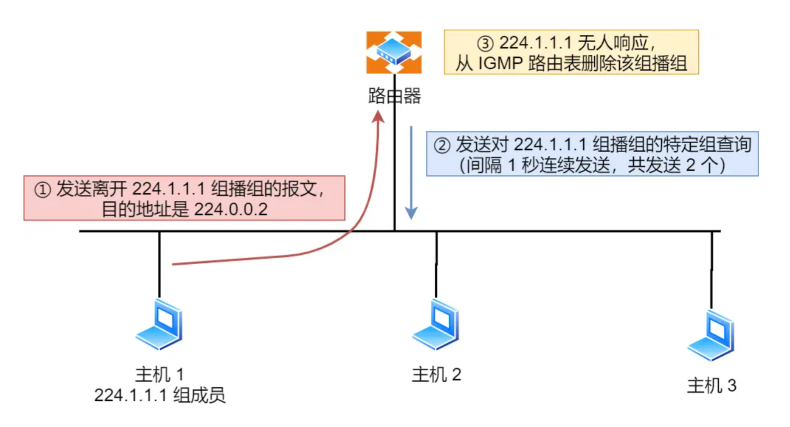 ③ 224.1.1.1 无人响应，
从 IGMP 路由表删除该组播组
路由器
② 发送对 224.1.1.1 组播组的特定组查询
（间隔 1 秒连续发送，共发送 2 个）
① 发送离开 224.1.1.1 组播组的报文，
目的地址是 224.0.0.2
主机 1
224.1.1.1 组成员
主机 2
主机 3